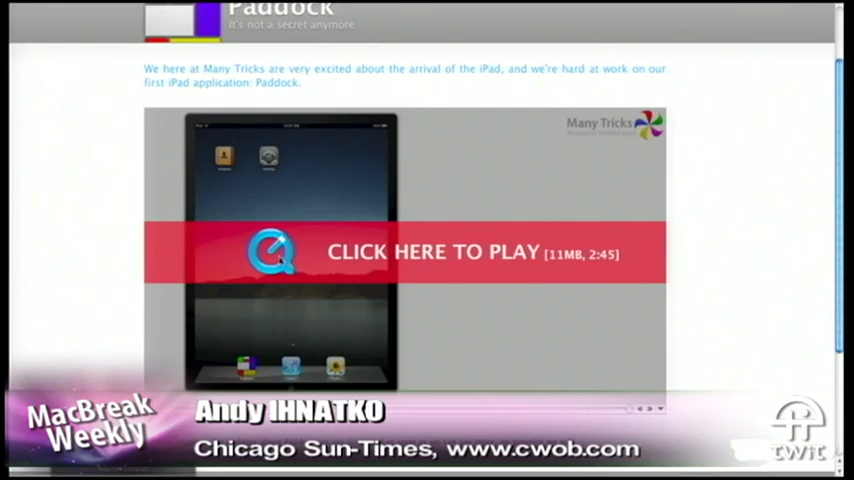 Paddock
It's not a secret anymore
We here at Many Tricks are very excited about the arrival of the iPad, and we're hard at work on our
first iPad application: Paddock.
Many Tricks
CLICK HERE TO PLAY [11MB, 2:45]
MacBreak
Weekly
Andy IHNATKO
Chicago Sun-Times, www.cwob.com
twit